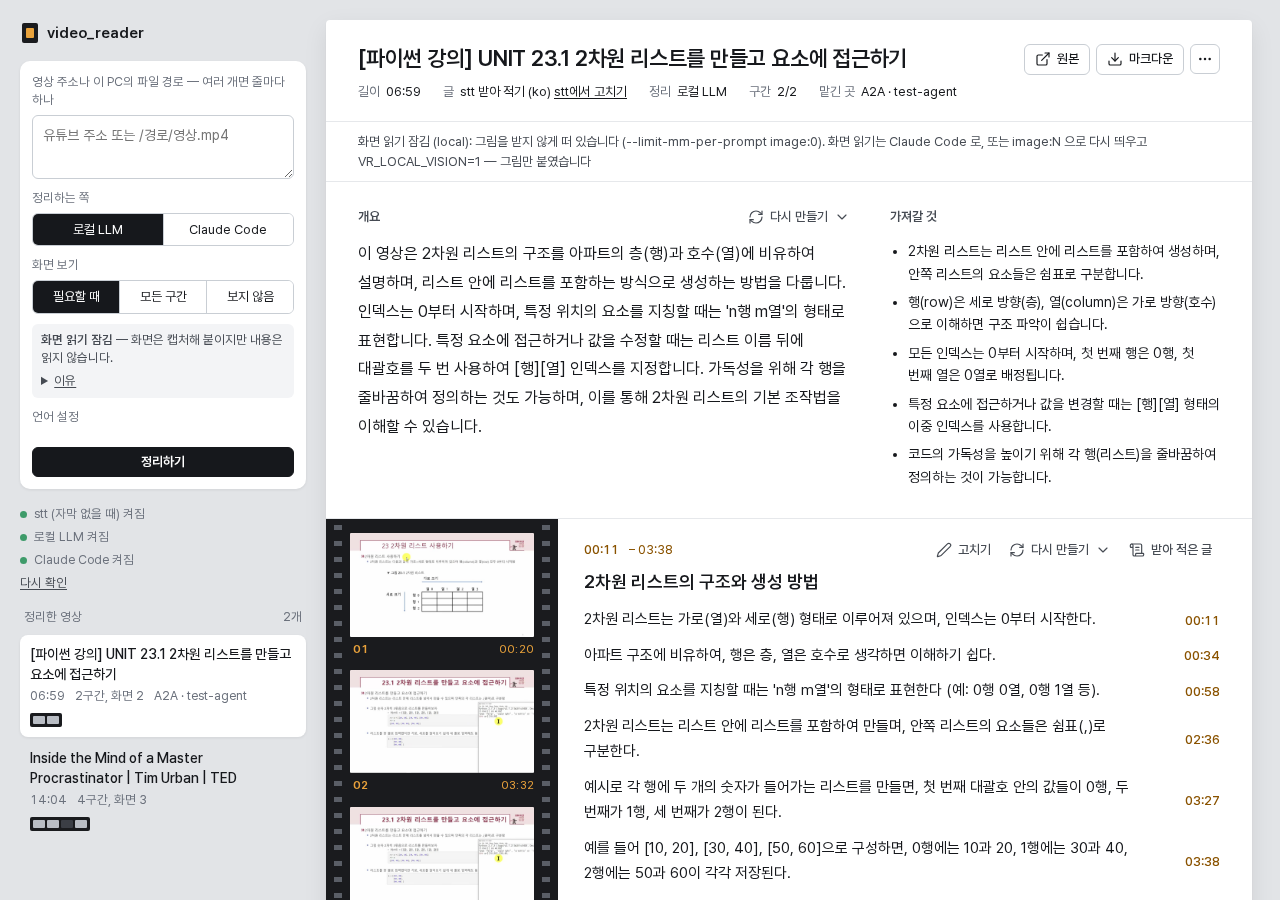 video_reader
영상 주소나 이 PC의 파일 경로 — 여러 개면 줄마다
하나
유튜브 주소 또는 /경로/영상.mp4
정리하는 쪽
로컬 LLM
Claude Code
화면 보기
필요할 때
모든 구간
보지 않음
화면 읽기 잠김 — 화면은 캡처해 붙이지만 내용은
읽지 않습니다.
이유
언어 설정
정리하기
stt (자막 없을 때) 켜짐
로컬 LLM 켜짐
Claude Code 켜짐
다시 확인
정리한 영상 2개
[파이썬 강의] UNIT 23.1 2차원 리스트를 만들고
요소에 접근하기
06:59 2구간, 화면 2 A2A · test-agent
Inside the Mind of a Master
Procrastinator | Tim Urban | TED
14:04 4구간, 화면 3
[파이썬 강의] UNIT 23.1 2차원 리스트를 만들고 요소에 접근하기
원본
마크다운
길이 06:59 글 stt 받아 적기 (ko) stt에서 고치기 정리 로컬 LLM 구간 2/2 맡긴 곳 A2A · test-agent
화면 읽기 잠김 (local): 그림을 받지 않게 떠 있습니다 (--limit-mm-per-prompt image:0). 화면 읽기는 Claude Code 로, 또는 image:N 으로 다시 띄우고
VR_LOCAL_VISION=1 — 그림만 붙였습니다
개요
다시 만들기
이 영상은 2차원 리스트의 구조를 아파트의 층(행)과 호수(열)에 비유하여
설명하며, 리스트 안에 리스트를 포함하는 방식으로 생성하는 방법을 다룹니다.
인덱스는 0부터 시작하며, 특정 위치의 요소를 지칭할 때는 'n행 m열'의 형태로
표현합니다. 특정 요소에 접근하거나 값을 수정할 때는 리스트 이름 뒤에
대괄호를 두 번 사용하여 [행][열] 인덱스를 지정합니다. 가독성을 위해 각 행을
줄바꿈하여 정의하는 것도 가능하며, 이를 통해 2차원 리스트의 기본 조작법을
이해할 수 있습니다.
가져갈 것
2차원 리스트는 리스트 안에 리스트를 포함하여 생성하며,
안쪽 리스트의 요소들은 쉼표로 구분합니다.
행(row)은 세로 방향(층), 열(column)은 가로 방향(호수)
으로 이해하면 구조 파악이 쉽습니다.
모든 인덱스는 0부터 시작하며, 첫 번째 행은 0행, 첫
번째 열은 0열로 배정됩니다.
특정 요소에 접근하거나 값을 변경할 때는 [행][열] 형태의
이중 인덱스를 사용합니다.
코드의 가독성을 높이기 위해 각 행(리스트)을 줄바꿈하여
정의하는 것이 가능합니다.
23 2차원 리스트 사용하기
01 00:20
23.1 2차원 리스트를 만들고 요소에 접근하기
02 03:32
23.1 2차원 리스트를 만들고 요소에 접근하기
00:11 – 03:38
고치기
다시 만들기
받아 적은 글
2차원 리스트의 구조와 생성 방법
2차원 리스트는 가로(열)와 세로(행) 형태로 이루어져 있으며, 인덱스는 0부터 시작한다. 00:11
아파트 구조에 비유하여, 행은 층, 열은 호수로 생각하면 이해하기 쉽다. 00:34
특정 위치의 요소를 지칭할 때는 'n행 m열'의 형태로 표현한다 (예: 0행 0열, 0행 1열 등). 00:58
2차원 리스트는 리스트 안에 리스트를 포함하여 만들며, 안쪽 리스트의 요소들은 쉼표(,)로
구분한다. 02:36
예시로 각 행에 두 개의 숫자가 들어가는 리스트를 만들면, 첫 번째 대괄호 안의 값들이 0행, 두
번째가 1행, 세 번째가 2행이 된다. 03:27
예를 들어 [10, 20], [30, 40], [50, 60]으로 구성하면, 0행에는 10과 20, 1행에는 30과 40,
2행에는 50과 60이 각각 저장된다. 03:38